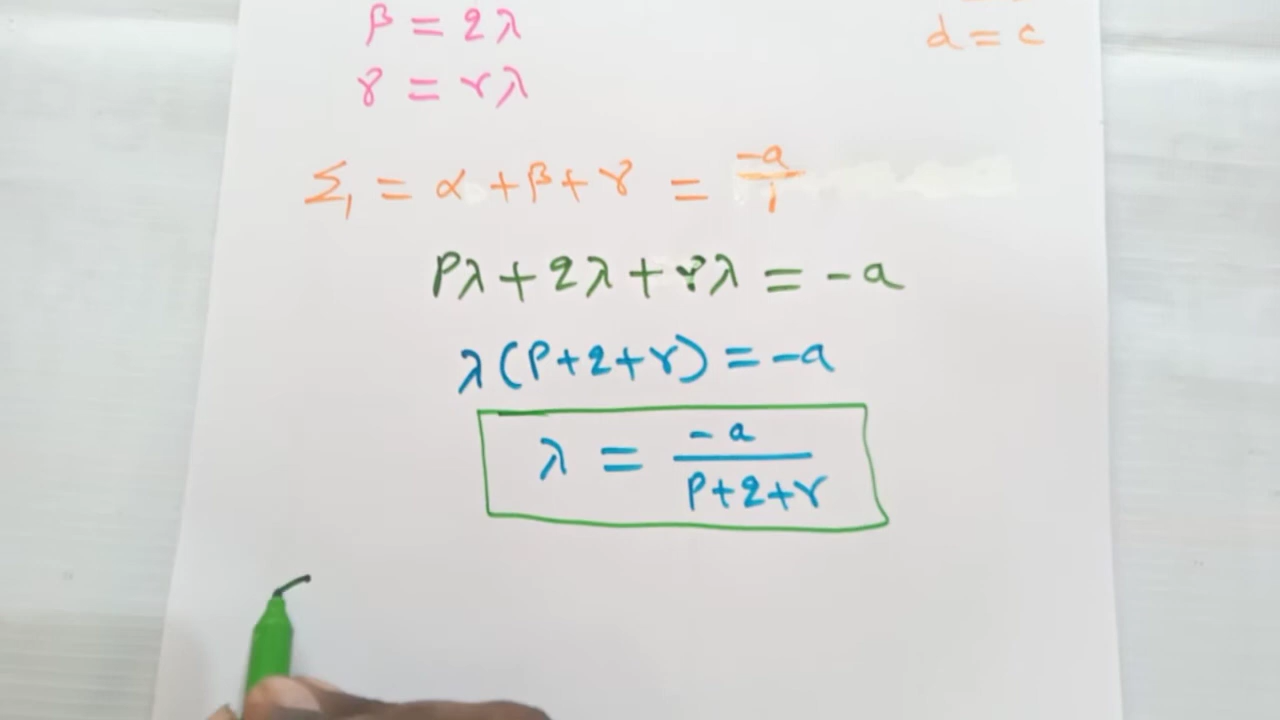 β = 2λ
d = c
γ = rλ
Σ₁ = α + β + γ = -a/1
Pλ + 2λ + rλ = -a
λ(P+2+r) = -a
λ = -a/(P+2+r)